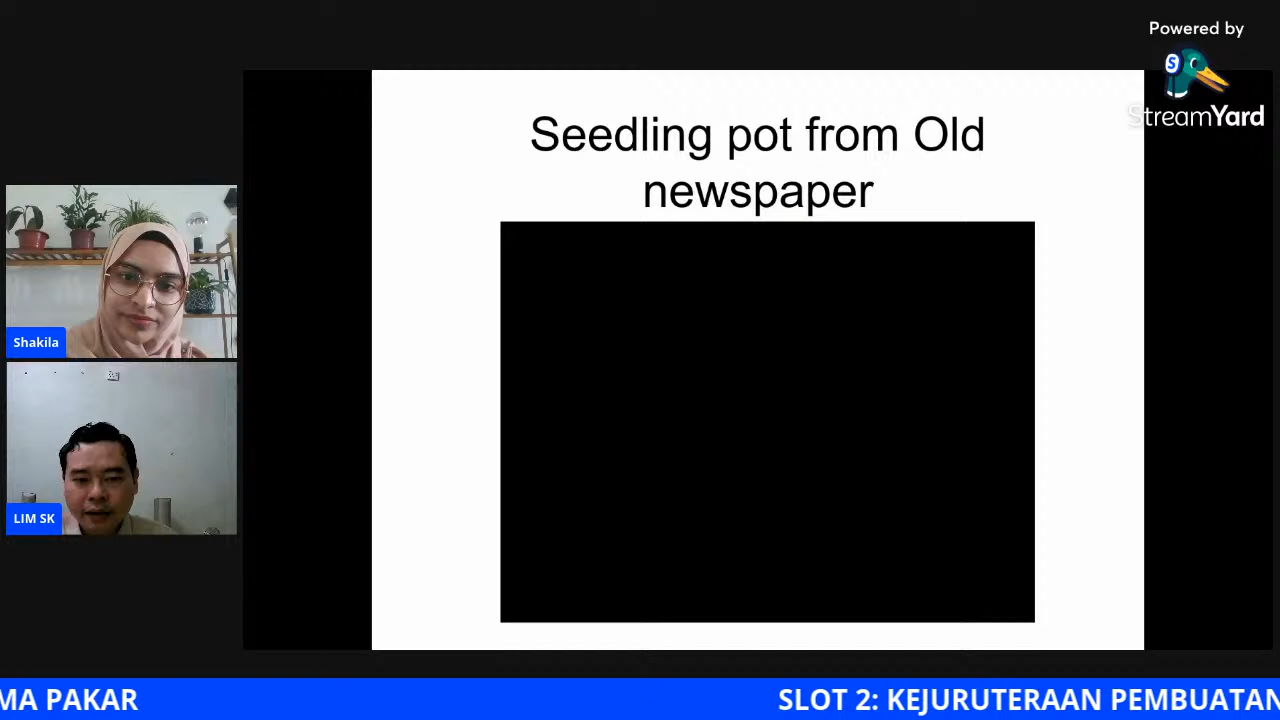 Powered by
StreamYard
Seedling pot from Old
newspaper
Shakila
LIM SK
MA PAKAR
SLOT 2: KEJURUTERAAN PEMBUATAN